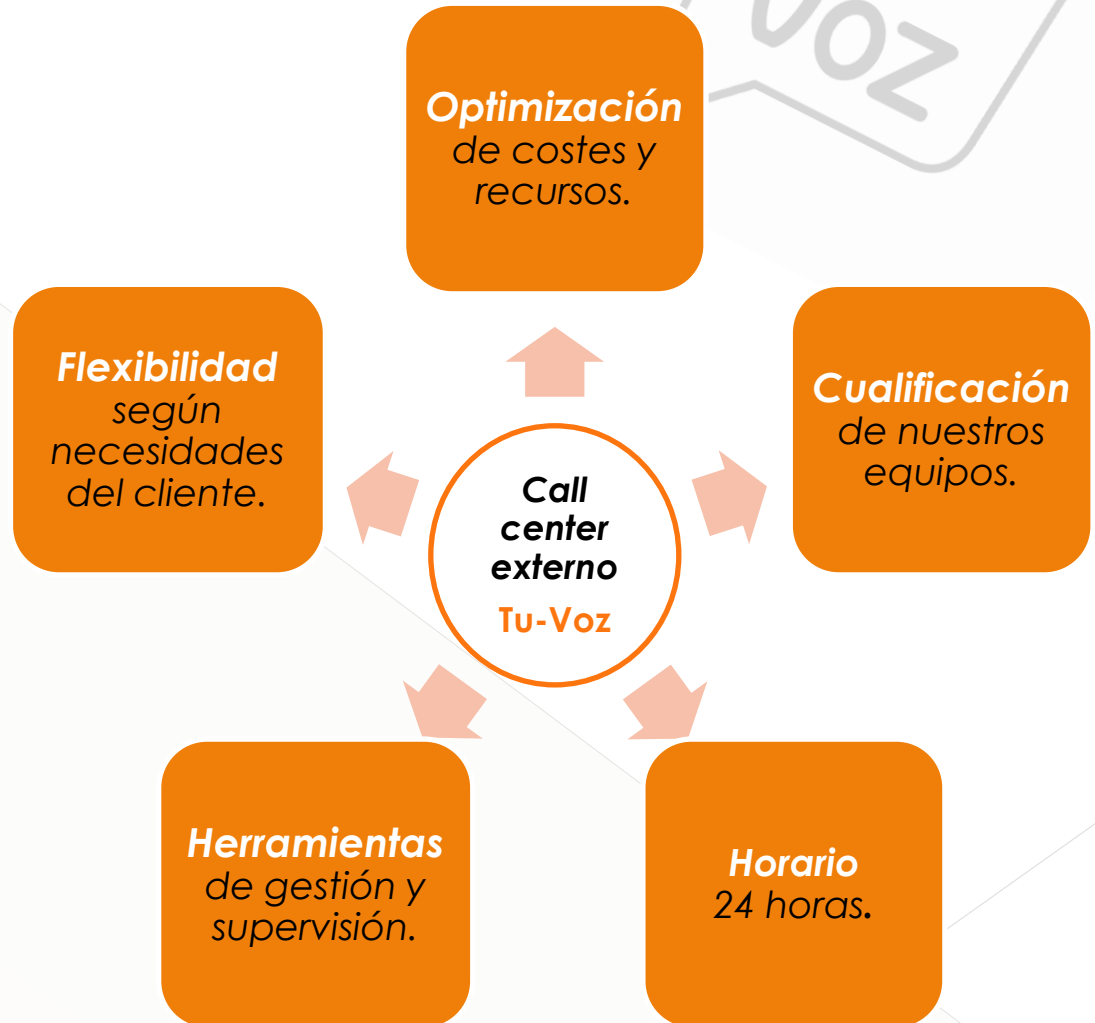 VOZ
Optimización
de costes y
recursos.
Flexibilidad
según
necesidades
del cliente.
Cualificación
de nuestros
equipos.
Call
center
externo
Tu-Voz
Herramientas
de gestión y
supervisión.
Horario
24 horas.